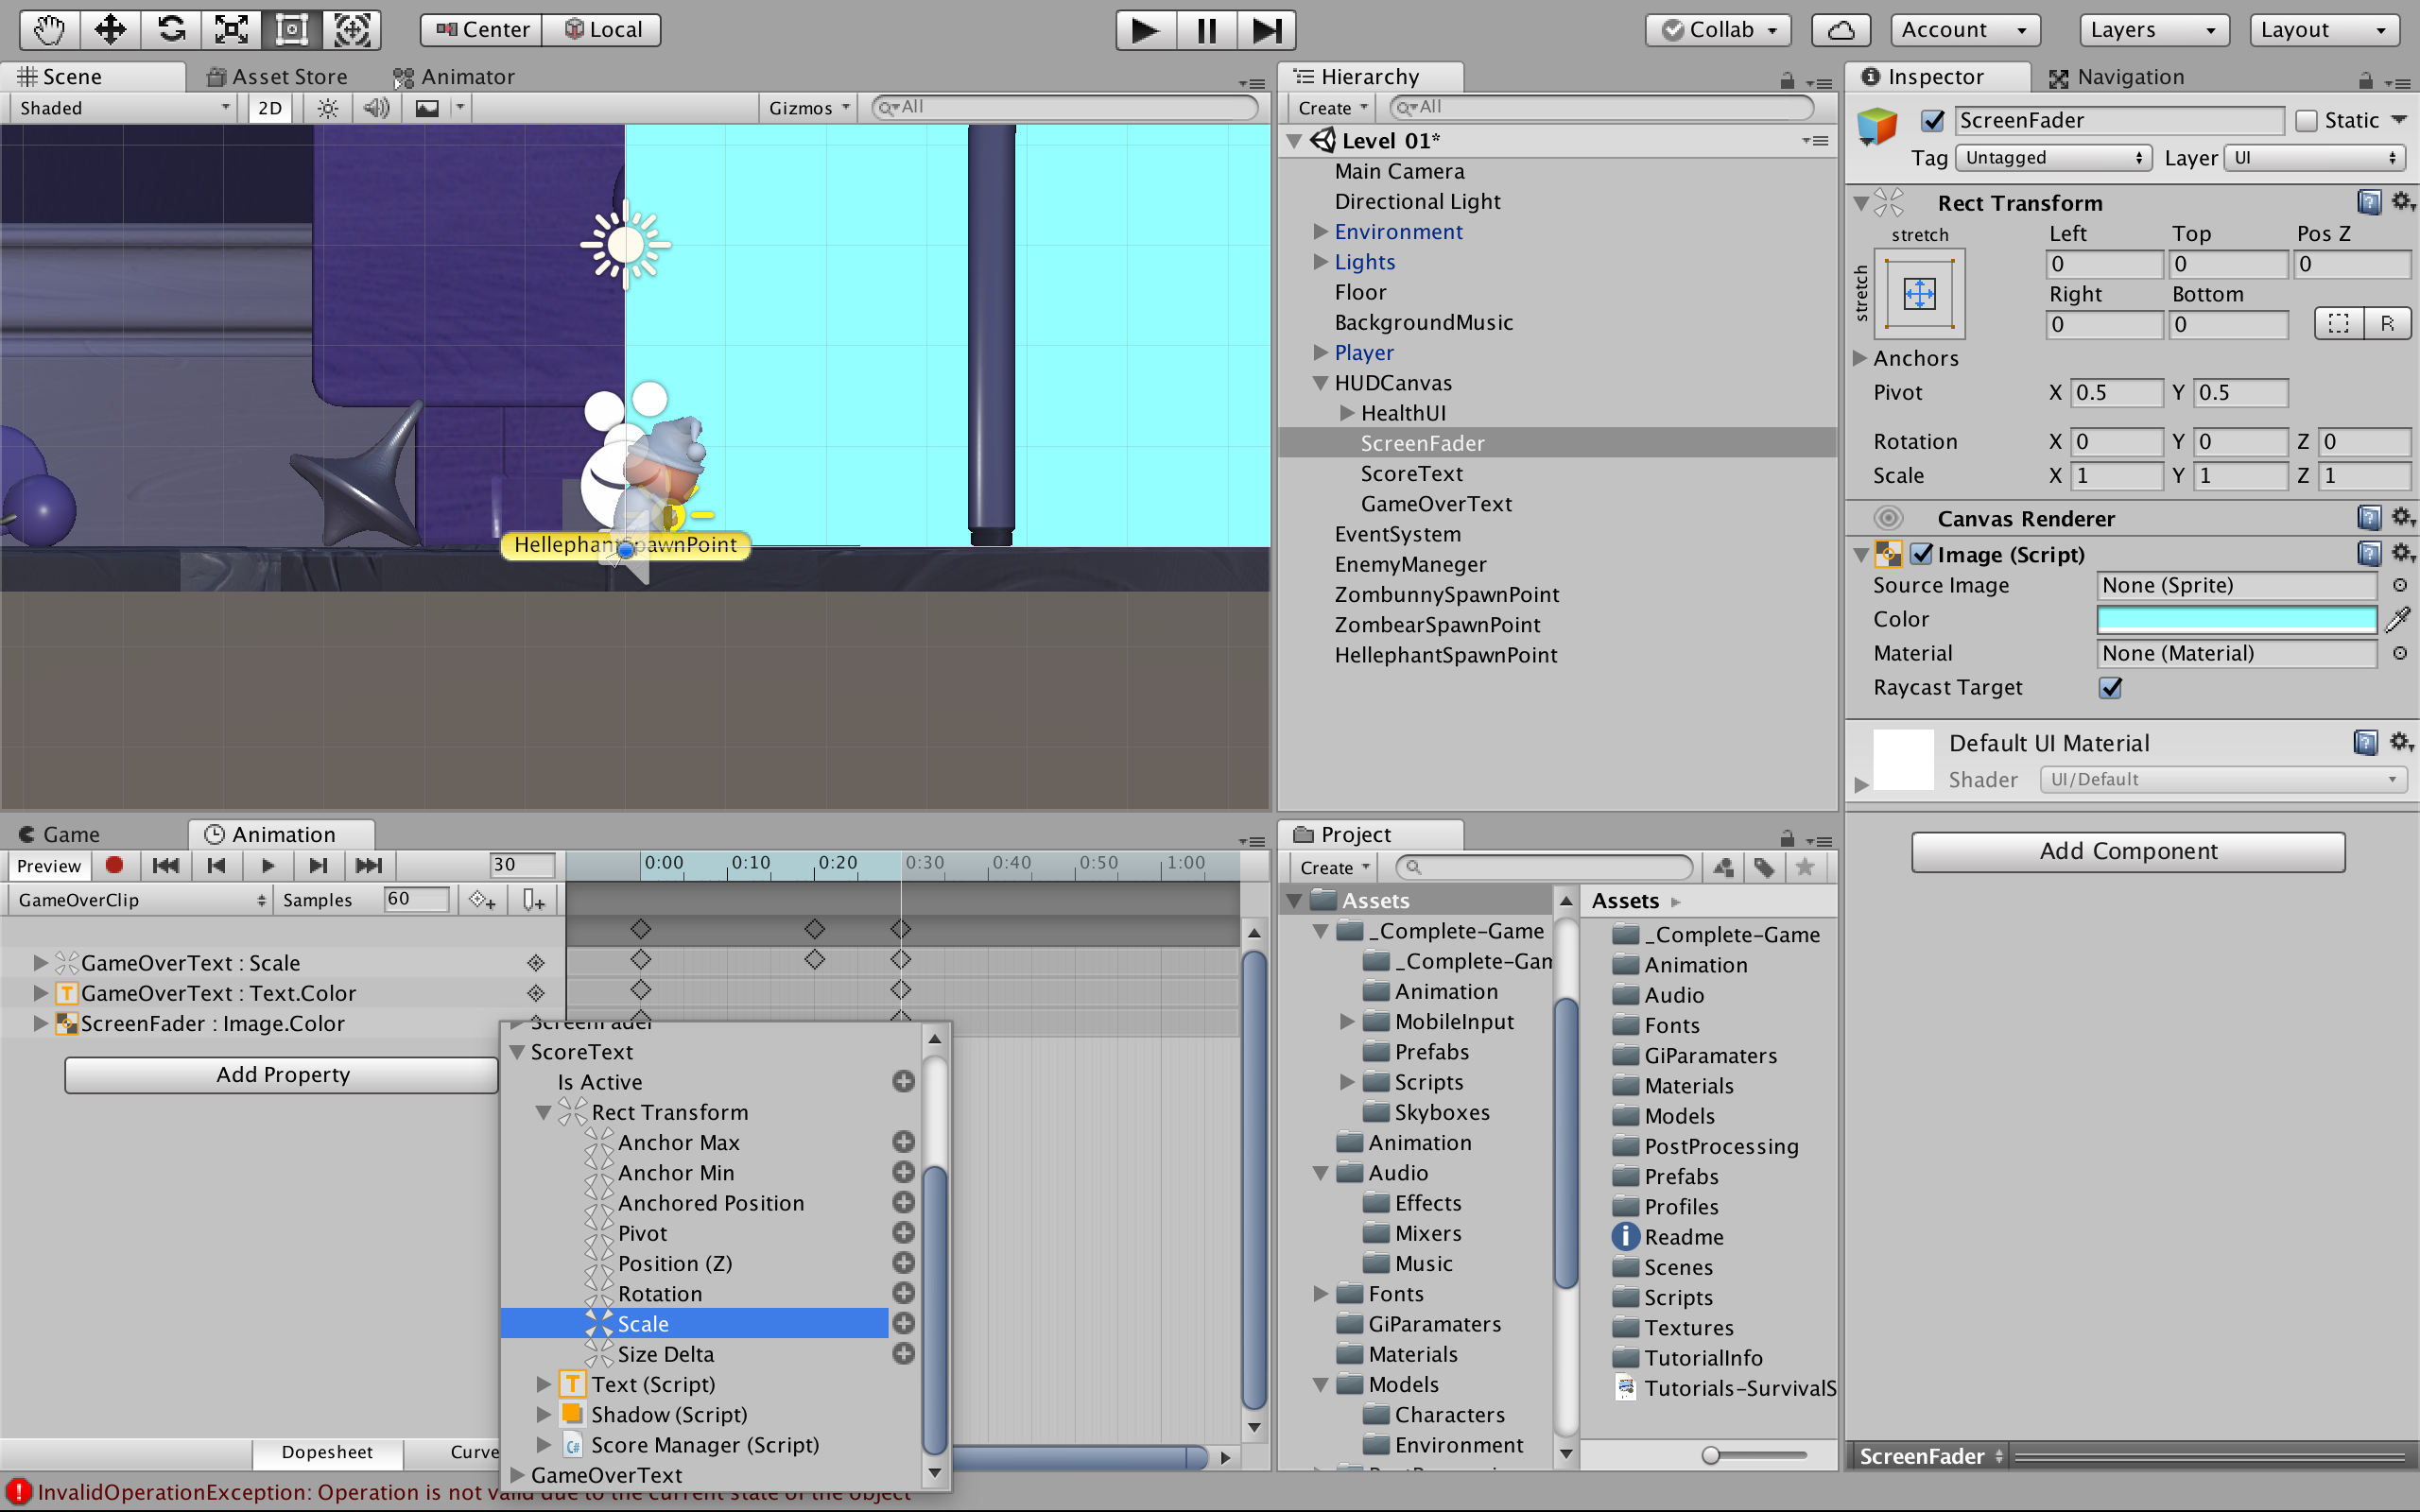 Center Local Collab Account Layers Layout
Scene Asset Store Animator
Shaded 2D Gizmos All
HellephantSpawnPoint
Hierarchy
Create All
Level 01*
Main Camera
Directional Light
Environment
Lights
Floor
BackgroundMusic
Player
HUDCanvas
HealthUI
ScreenFader
ScoreText
GameOverText
EventSystem
EnemyManeger
ZombunnySpawnPoint
ZombearSpawnPoint
HellephantSpawnPoint
Inspector Navigation
ScreenFader Static
Tag Untagged Layer UI
Rect Transform
stretch Left Top Pos Z
stretch 0 0 0
Right Bottom
0 0 R
Anchors
Pivot X 0.5 Y 0.5
Rotation X 0 Y 0 Z 0
Scale X 1 Y 1 Z 1
Canvas Renderer
Image (Script)
Source Image None (Sprite)
Color
Material None (Material)
Raycast Target
Default UI Material
Shader UI/Default
Add Component
ScreenFader
Game Animation
Preview 30 0:00 0:10 0:20 0:30 0:40 0:50 1:00
GameOverClip Samples 60
GameOverText : Scale
GameOverText : Text.Color
ScreenFader : Image.Color
Add Property
ScreenFader
ScoreText
Is Active
Rect Transform
Anchor Max
Anchor Min
Anchored Position
Pivot
Position (Z)
Rotation
Scale
Size Delta
Text (Script)
Shadow (Script)
C# Score Manager (Script)
GameOverText
Dopesheet Curve
InvalidOperationException: Operation is not valid due to the current state of the object
Project
Create
Assets
_Complete-Game
_Complete-Gam
Animation
MobileInput
Prefabs
Scripts
Skyboxes
Animation
Audio
Effects
Mixers
Music
Fonts
GiParamaters
Materials
Models
Characters
Environment
Assets
_Complete-Game
Animation
Audio
Fonts
GiParamaters
Materials
Models
PostProcessing
Prefabs
Profiles
Readme
Scenes
Scripts
Textures
TutorialInfo
Tutorials-SurvivalS